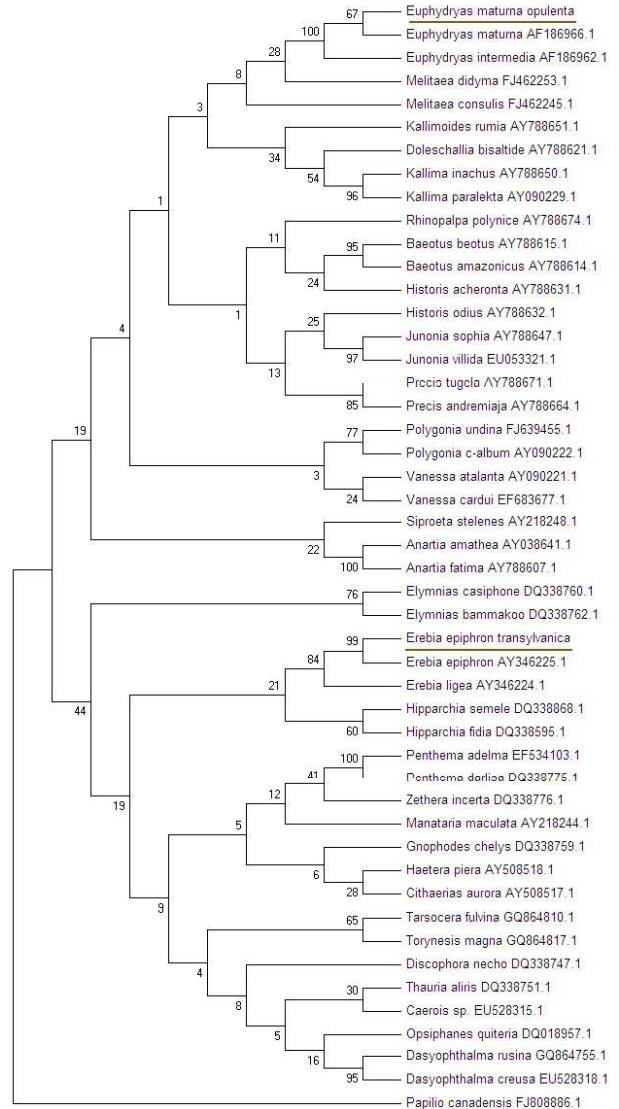 Euphydryas maturna opulenta
67
Euphydryas maturna AF186966.1
100
Euphydryas intermedia AF186962.1
28
Melitaea didyma FJ462253.1
8
Melitaea consulis FJ462245.1
3
Kallimoides rumia AY788651.1
34
Doleschallia bisaltide AY788621.1
54
Kallima inachus AY788650.1
96
Kallima paralekta AY090229.1
1
Rhinopalpa polynice AY788674.1
11
Baeotus beotus AY788615.1
95
Baeotus amazonicus AY788614.1
24
Historis acheronta AY788631.1
1
Historis odius AY788632.1
25
Junonia sophia AY788647.1
4
Junonia villida EU053321.1
97
13
Precis tugela AY788671.1
85
Precis andremiaja AY788664.1
19
Polygonia undina FJ639455.1
77
Polygonia c-album AY090222.1
3
Vanessa atalanta AY090221.1
24
Vanessa cardui EF683677.1
Siproeta stelenes AY218248.1
22
Anartia amathea AY038641.1
100
Anartia fatima AY788607.1
76
Elymnias casiphone DQ338760.1
Elymnias bammakoo DQ338762.1
99
Erebia epiphron transylvanica
84
Erebia epiphron AY346225.1
21
Erebia ligea AY346224.1
44
Hipparchia semele DQ338868.1
60
Hipparchia fidia DQ338595.1
100
Penthema adelma EF534103.1
41
Penthema darlisa DQ338775.1
12
Zethera incerta DQ338776.1
19
Manataria maculata AY218244.1
5
Gnophodes chelys DQ338759.1
6
Haetera piera AY508518.1
28
Cithaerias aurora AY508517.1
9
65
Tarsocera fulvina GQ864810.1
Torynesis magna GQ864817.1
4
Discophora necho DQ338747.1
8
30
Thauria aliris DQ338751.1
Caerois sp. EU528315.1
5
Opsiphanes quiteria DQ018957.1
16
Dasyophthalma rusina GQ864755.1
95
Dasyophthalma creusa EU528318.1
Papilio canadensis FJ808886.1